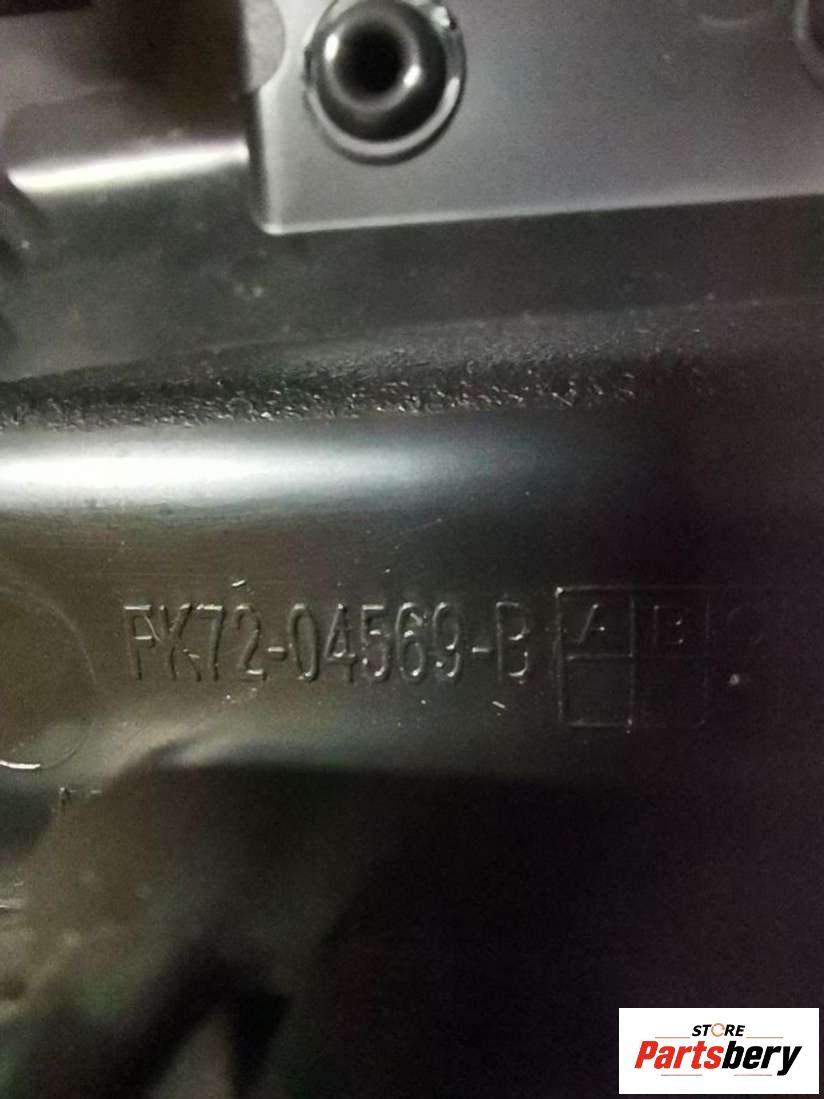 FK72-04569-B
A B C
STORE
Partsbery